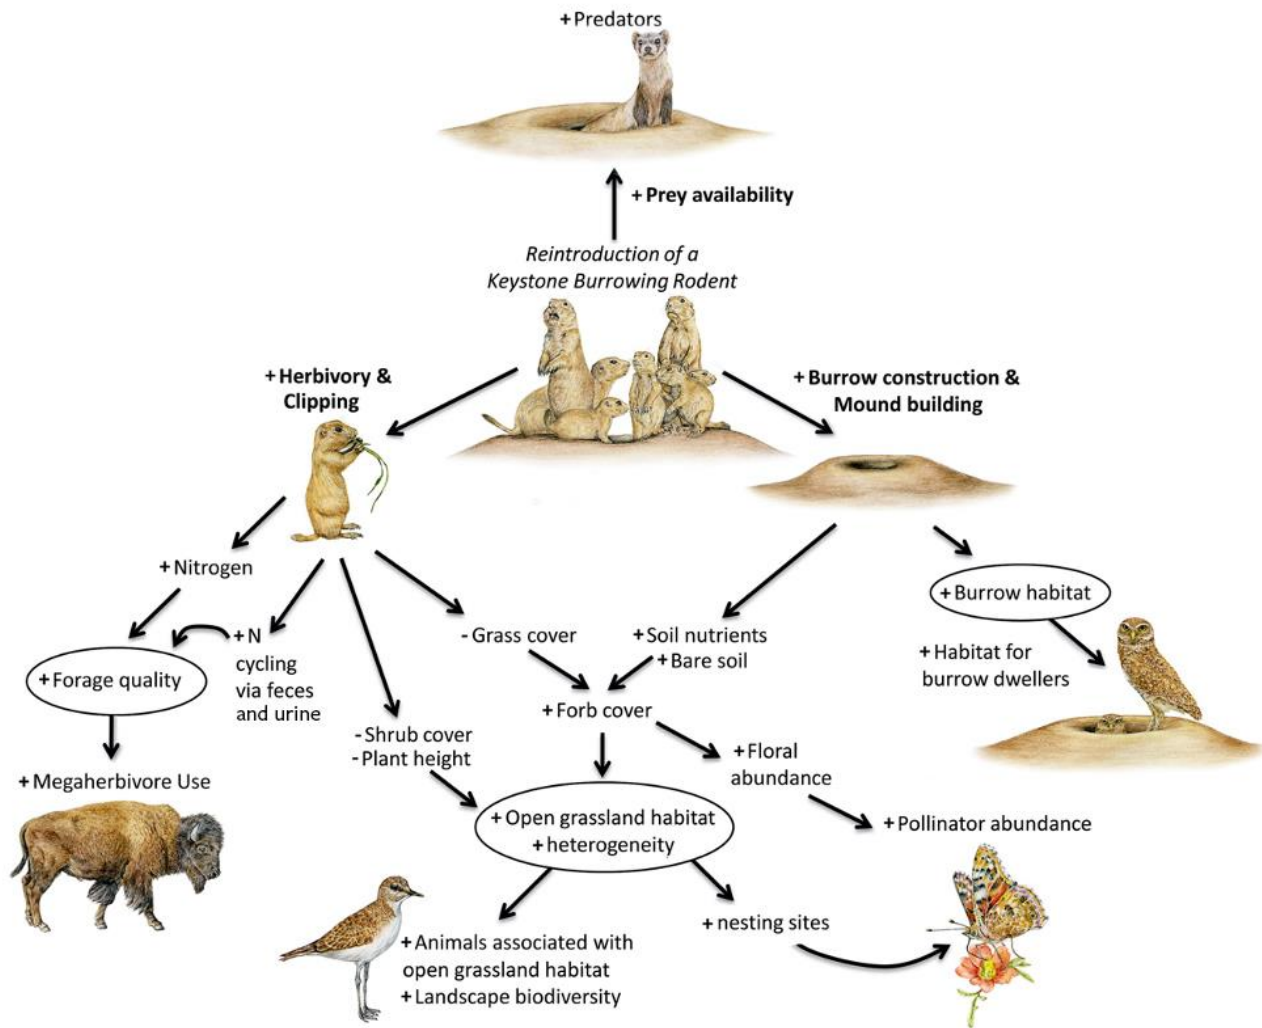 + Predators
+ Prey availability
Reintroduction of a
Keystone Burrowing Rodent
+ Herbivory &
Clipping
+ Burrow construction &
Mound building
+ Nitrogen
+ N
cycling
via feces
and urine
+ Forage quality
+ Megaherbivore Use
- Grass cover
+ Soil nutrients
+ Bare soil
+ Burrow habitat
+ Habitat for
burrow dwellers
+ Forb cover
- Shrub cover
- Plant height
+ Floral
abundance
+ Open grassland habitat
+ heterogeneity
+ Pollinator abundance
+ nesting sites
+ Animals associated with
open grassland habitat
+ Landscape biodiversity